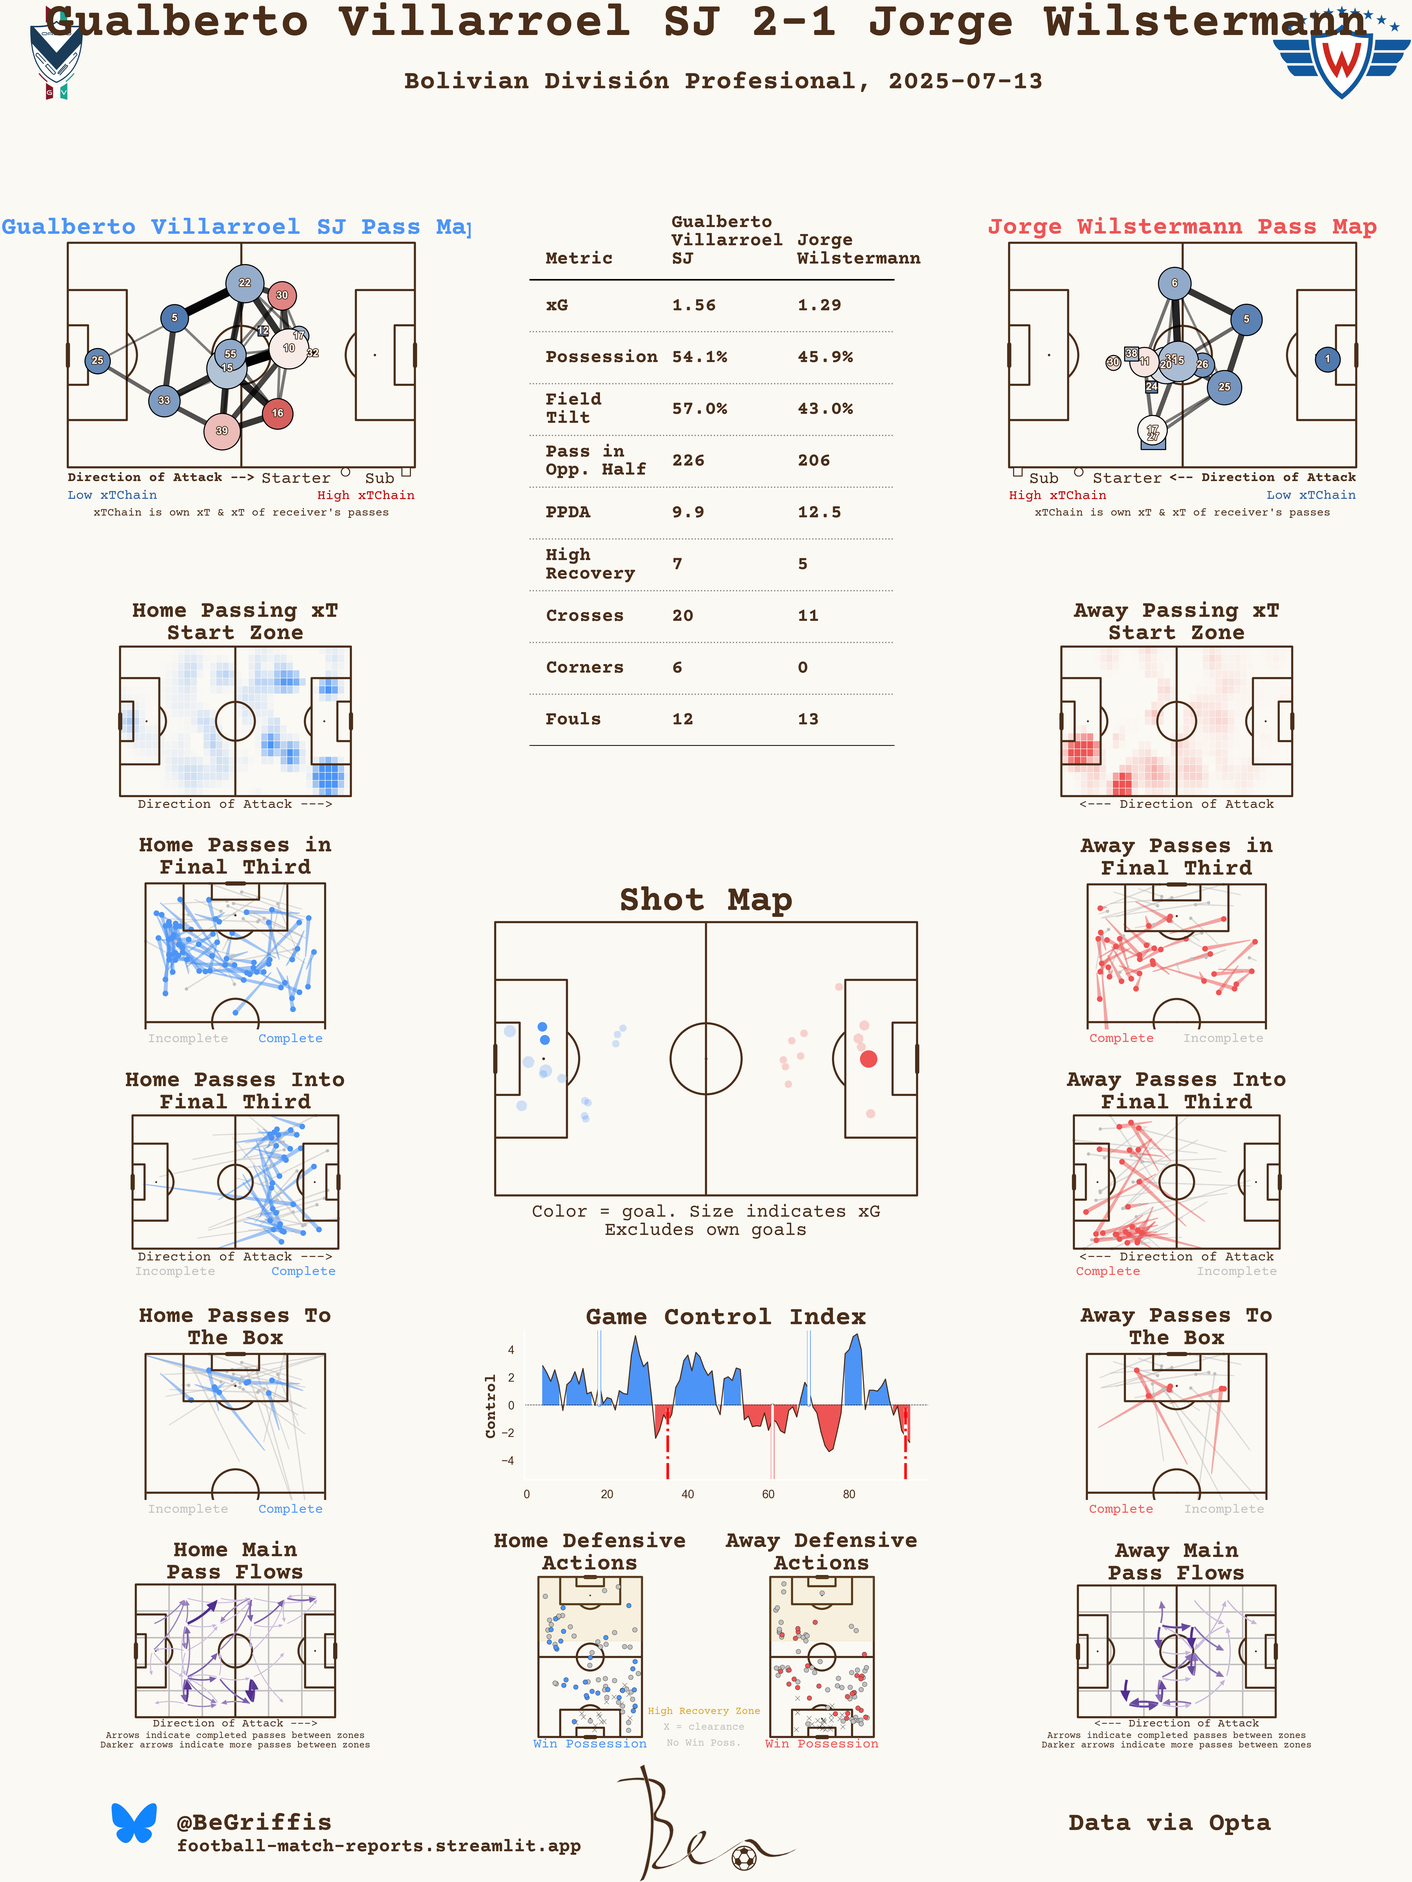 Gualberto Villarroel SJ 2-1 Jorge Wilstermann
Bolivian División Profesional, 2025-07-13
G V
W
Gualberto Villarroel SJ Pass Map
22
30
5
12
17
10
32
25
55
15
33
16
39
Direction of Attack --> Starter Sub
Low xTChain High xTChain
xTChain is own xT & xT of receiver's passes
Metric Gualberto Villarroel SJ Jorge Wilstermann
xG 1.56 1.29
Possession 54.1% 45.9%
Field Tilt 57.0% 43.0%
Pass in Opp. Half 226 206
PPDA 9.9 12.5
High Recovery 7 5
Crosses 20 11
Corners 6 0
Fouls 12 13
Jorge Wilstermann Pass Map
6
5
38
30
11
20
15
26
1
24
25
17
27
Sub Starter <-- Direction of Attack
High xTChain Low xTChain
xTChain is own xT & xT of receiver's passes
Home Passing xT
Start Zone
Direction of Attack --->
Away Passing xT
Start Zone
<--- Direction of Attack
Home Passes in
Final Third
Incomplete Complete
Away Passes in
Final Third
Complete Incomplete
Shot Map
Color = goal. Size indicates xG
Excludes own goals
Home Passes Into
Final Third
Direction of Attack --->
Incomplete Complete
Away Passes Into
Final Third
<--- Direction of Attack
Complete Incomplete
Home Passes To
The Box
Incomplete Complete
Game Control Index
Control
4
2
0
−2
−4
0 20 40 60 80
Away Passes To
The Box
Complete Incomplete
Home Main
Pass Flows
Direction of Attack --->
Arrows indicate completed passes between zones
Darker arrows indicate more passes between zones
Home Defensive
Actions
Win Possession
High Recovery Zone
X = clearance
No Win Poss.
Away Defensive
Actions
Win Possession
Away Main
Pass Flows
<--- Direction of Attack
Arrows indicate completed passes between zones
Darker arrows indicate more passes between zones
@BeGriffis
football-match-reports.streamlit.app
Ben
Data via Opta